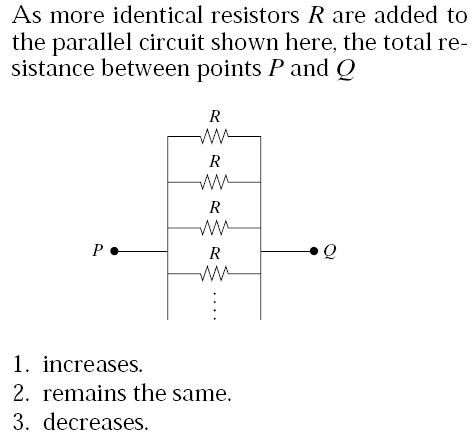 As more identical resistors R are added to
the parallel circuit shown here, the total re-
sistance between points P and Q
R
R
R
P
R
Q
1. increases.
2. remains the same.
3. decreases.